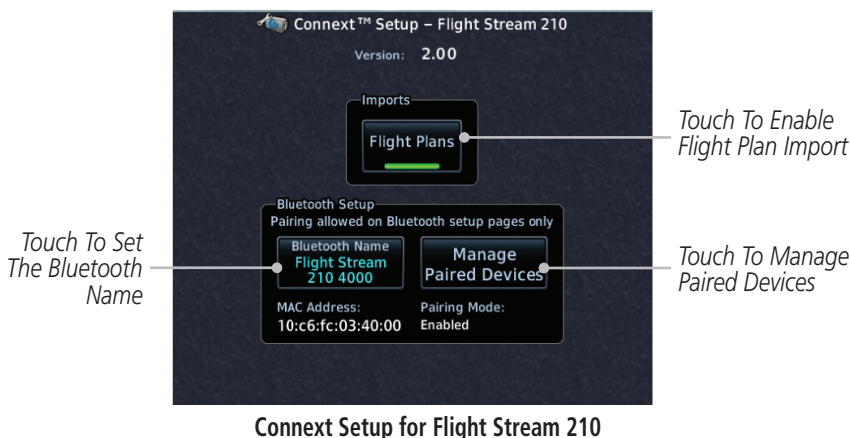 Connext™ Setup – Flight Stream 210
Version: 2.00
Imports
Flight Plans
Touch To Enable
Flight Plan Import
Bluetooth Setup
Pairing allowed on Bluetooth setup pages only
Touch To Set
The Bluetooth
Name
Bluetooth Name
Flight Stream
210 4000
Manage
Paired Devices
Touch To Manage
Paired Devices
MAC Address:
10:c6:fc:03:40:00
Pairing Mode:
Enabled
Connext Setup for Flight Stream 210